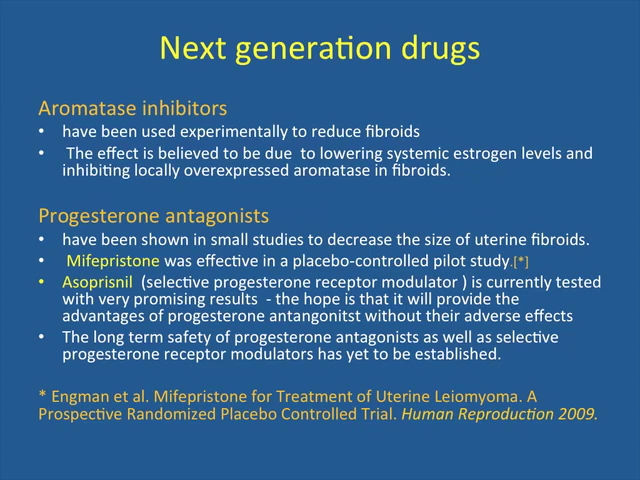 Next generation drugs
Aromatase inhibitors
• have been used experimentally to reduce fibroids
• The effect is believed to be due to lowering systemic estrogen levels and
inhibiting locally overexpressed aromatase in fibroids.
Progesterone antagonists
• have been shown in small studies to decrease the size of uterine fibroids.
• Mifepristone was effective in a placebo-controlled pilot study.[*]
• Asoprisnil (selective progesterone receptor modulator ) is currently tested
with very promising results - the hope is that it will provide the
advantages of progesterone antangonitst without their adverse effects
• The long term safety of progesterone antagonists as well as selective
progesterone receptor modulators has yet to be established.
* Engman et al. Mifepristone for Treatment of Uterine Leiomyoma. A
Prospective Randomized Placebo Controlled Trial. Human Reproduction 2009.